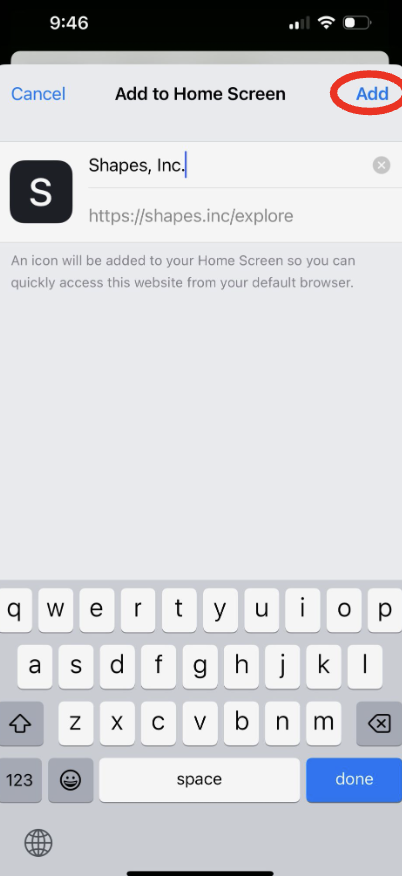 9:46
Cancel Add to Home Screen Add
S
Shapes, Inc.
https://shapes.inc/explore
An icon will be added to your Home Screen so you can
quickly access this website from your default browser.
q w e r t y u i o p
a s d f g h j k l
z x c v b n m
123 space done